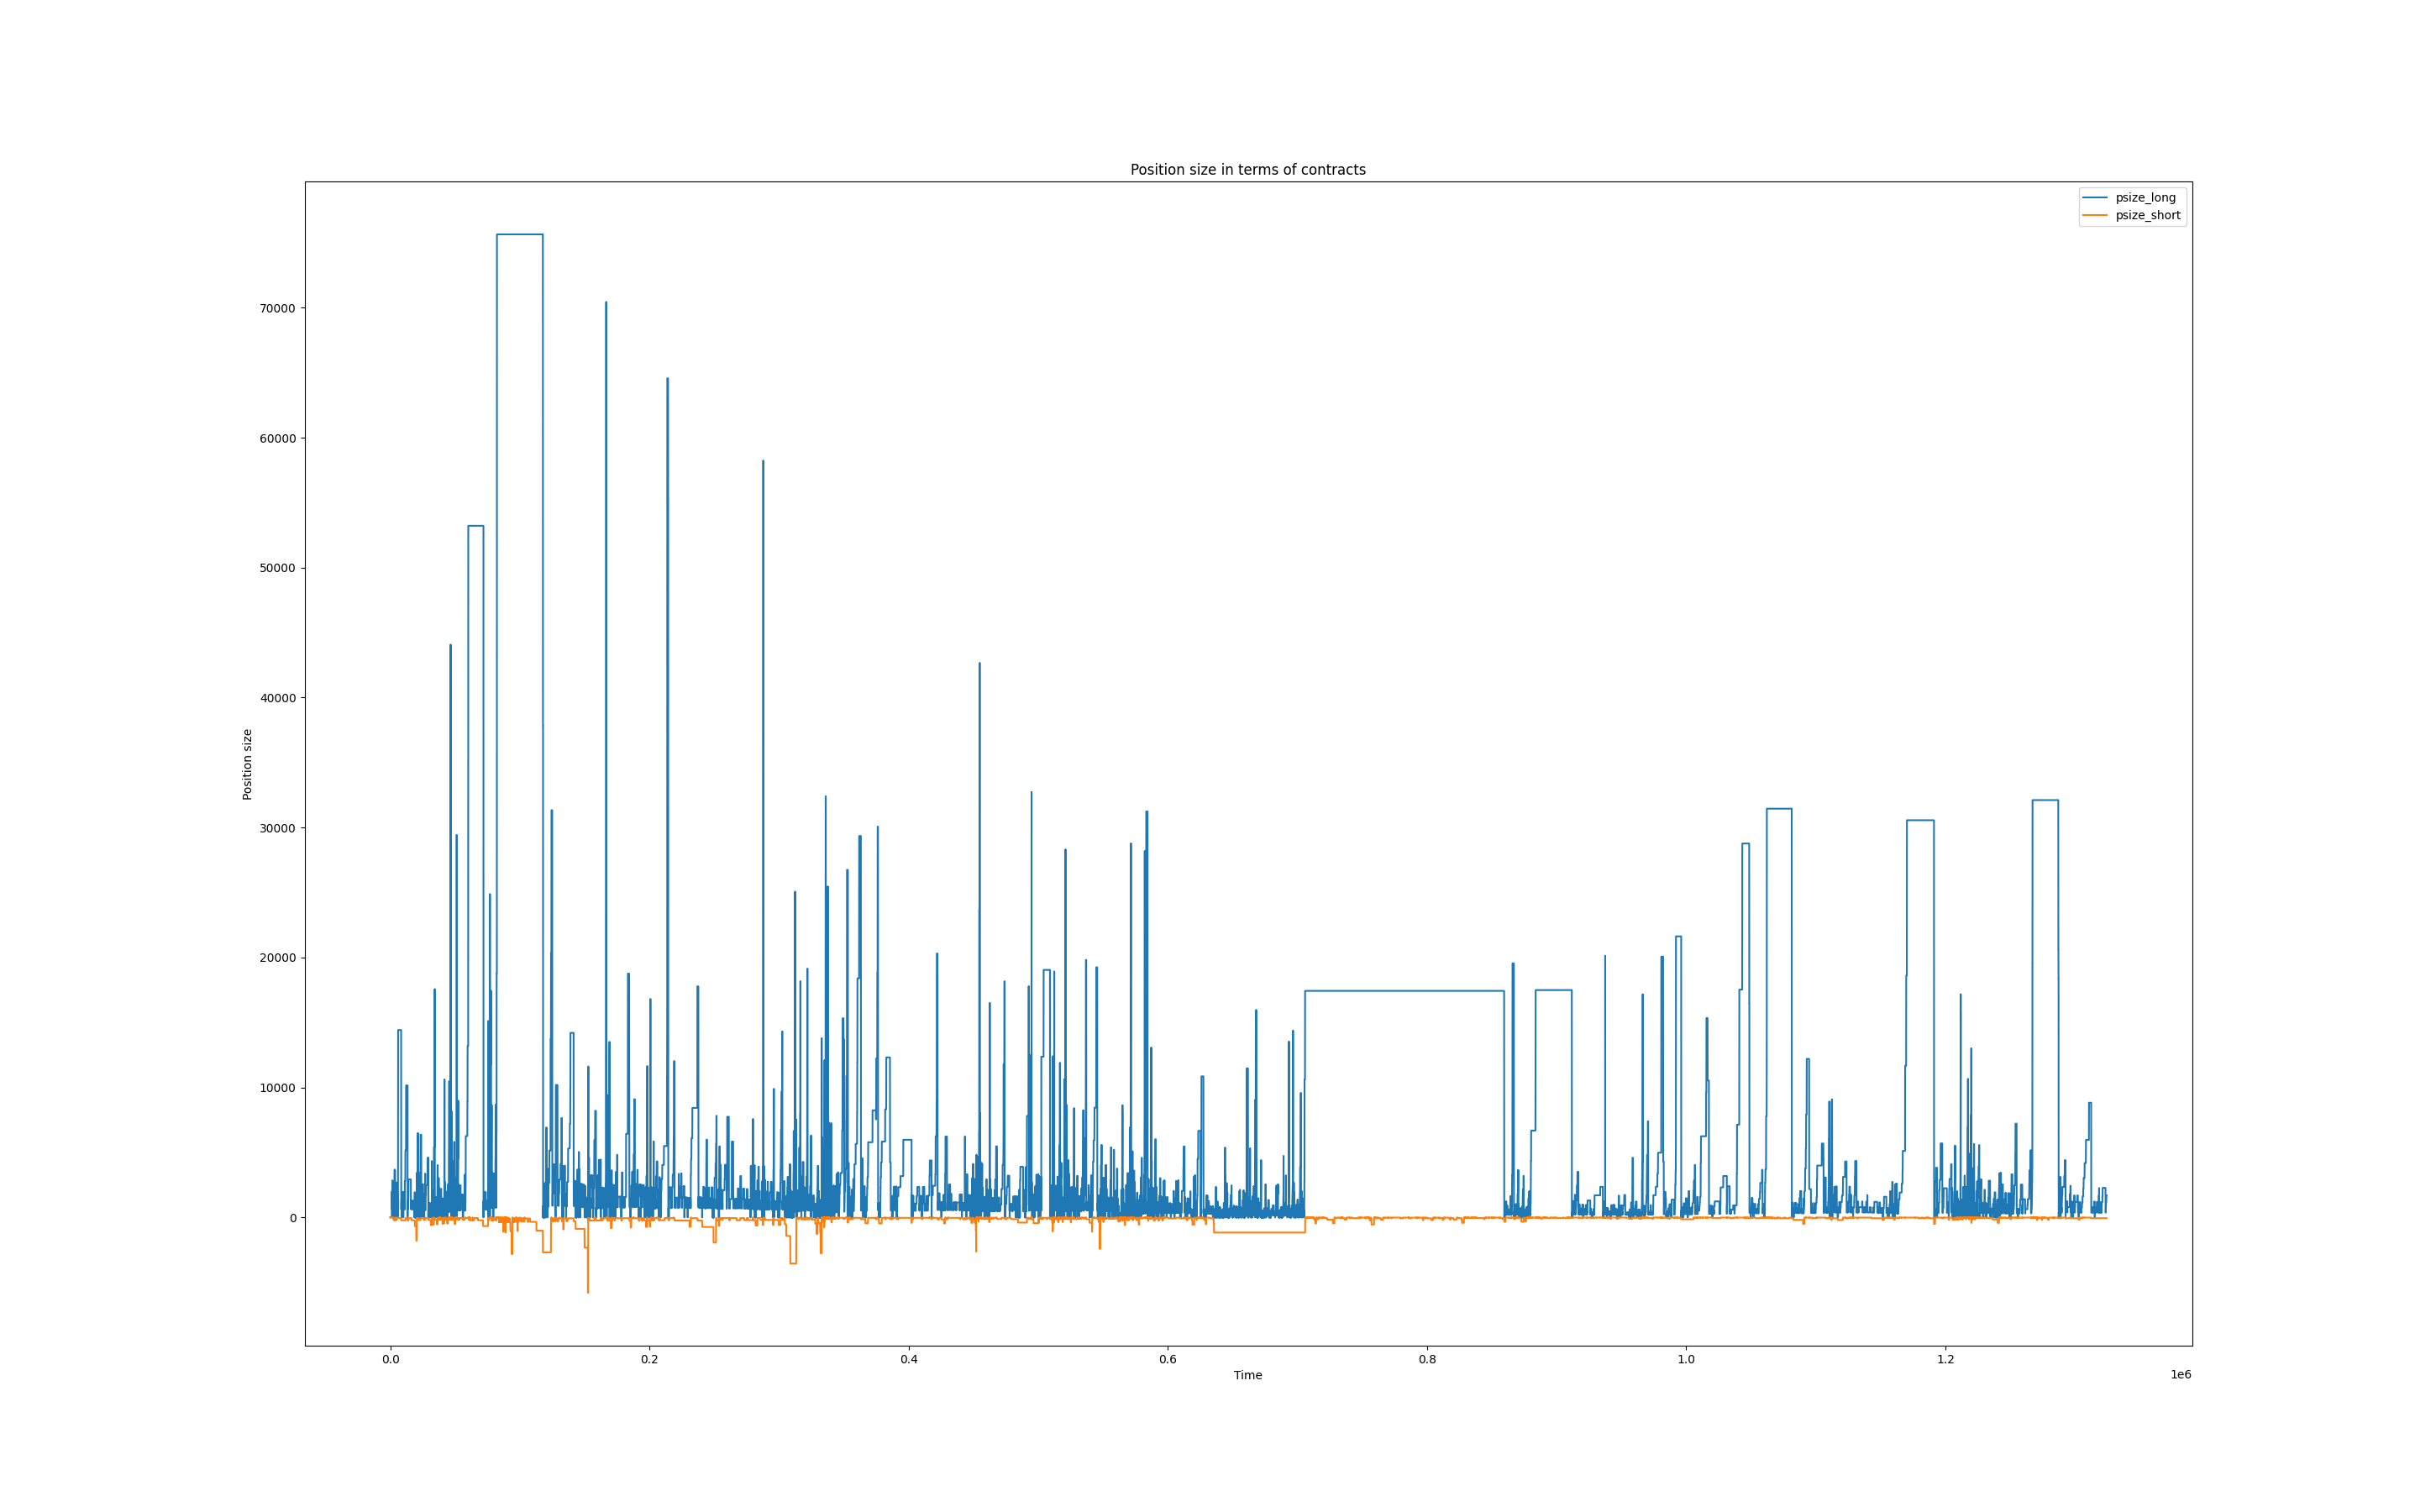 Position size in terms of contracts
psize_long
psize_short
Position size
70000
60000
50000
40000
30000
20000
10000
0
0.0 0.2 0.4 0.6 0.8 1.0 1.2
Time
1e6